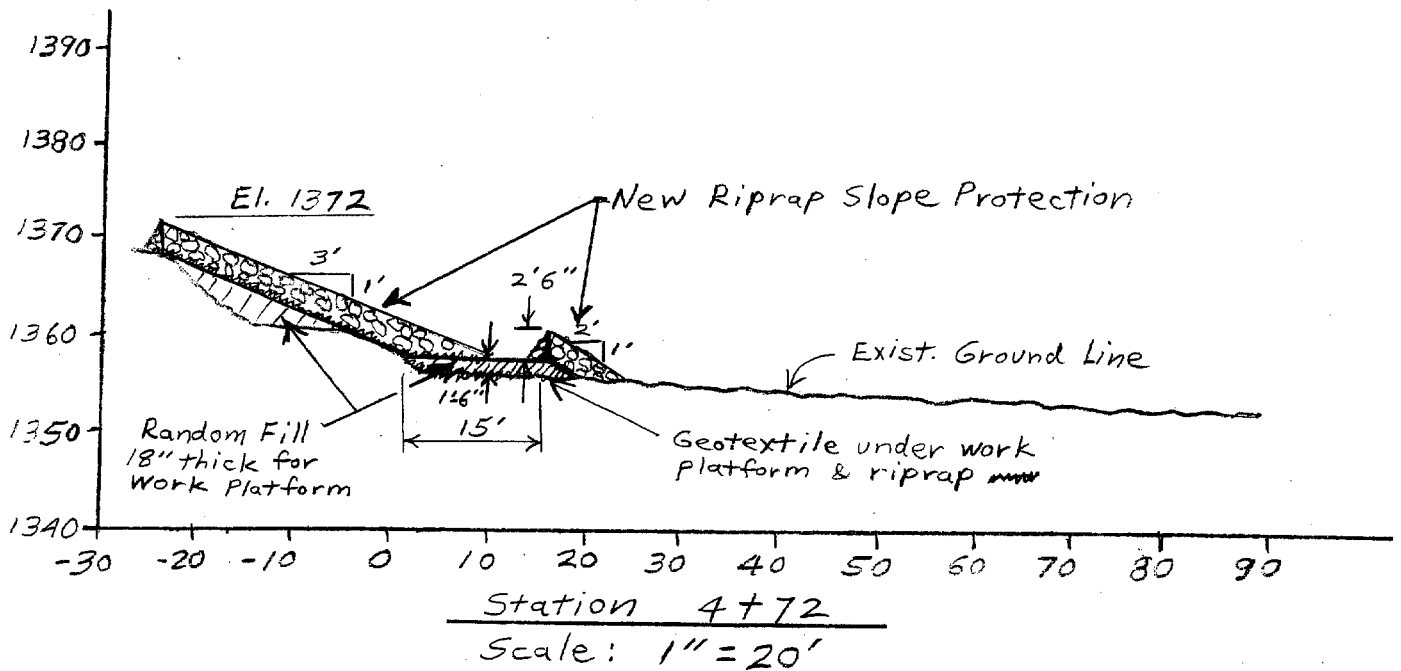 1390
1380
El. 1372
New Riprap Slope Protection
1370
3'
1'
2'6"
1360
2'
1'
Exist. Ground Line
1'6"
15'
1350
Random Fill
18" thick for
Work Platform
Geotextile under work
platform & riprap
1340
-30 -20 -10 0 10 20 30 40 50 60 70 80 90
Station 4+72
Scale: 1" = 20'